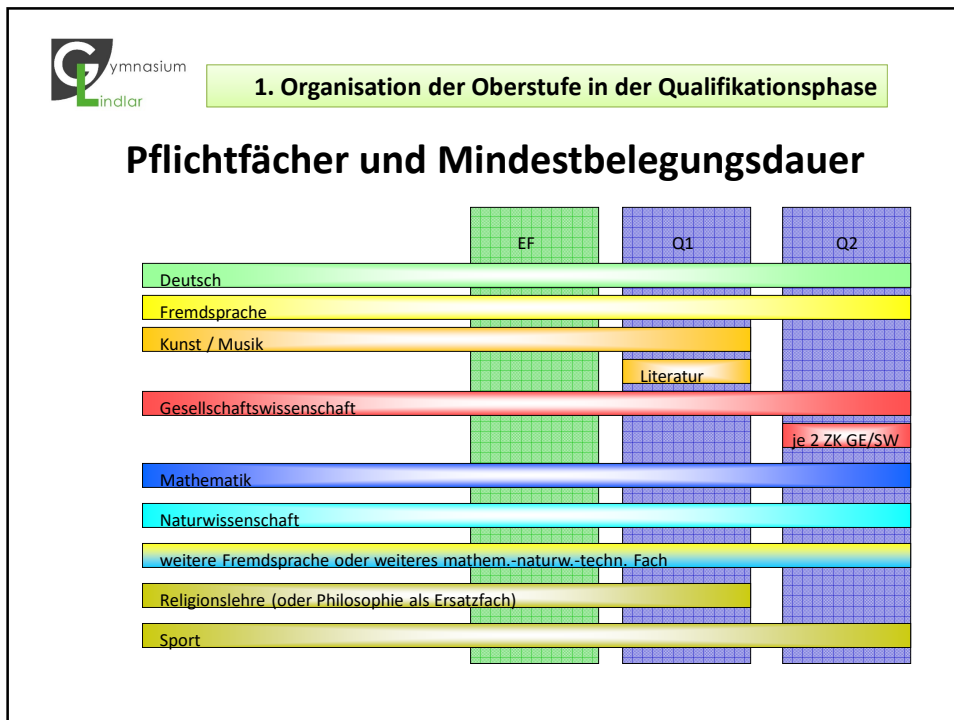 Gymnasium
Lindlar
1. Organisation der Oberstufe in der Qualifikationsphase
Pflichtfächer und Mindestbelegungsdauer
EF Q1 Q2
Deutsch
Fremdsprache
Kunst / Musik
Literatur
Gesellschaftswissenschaft
je 2 ZK GE/SW
Mathematik
Naturwissenschaft
weitere Fremdsprache oder weiteres mathem.-naturw.-techn. Fach
Religionslehre (oder Philosophie als Ersatzfach)
Sport